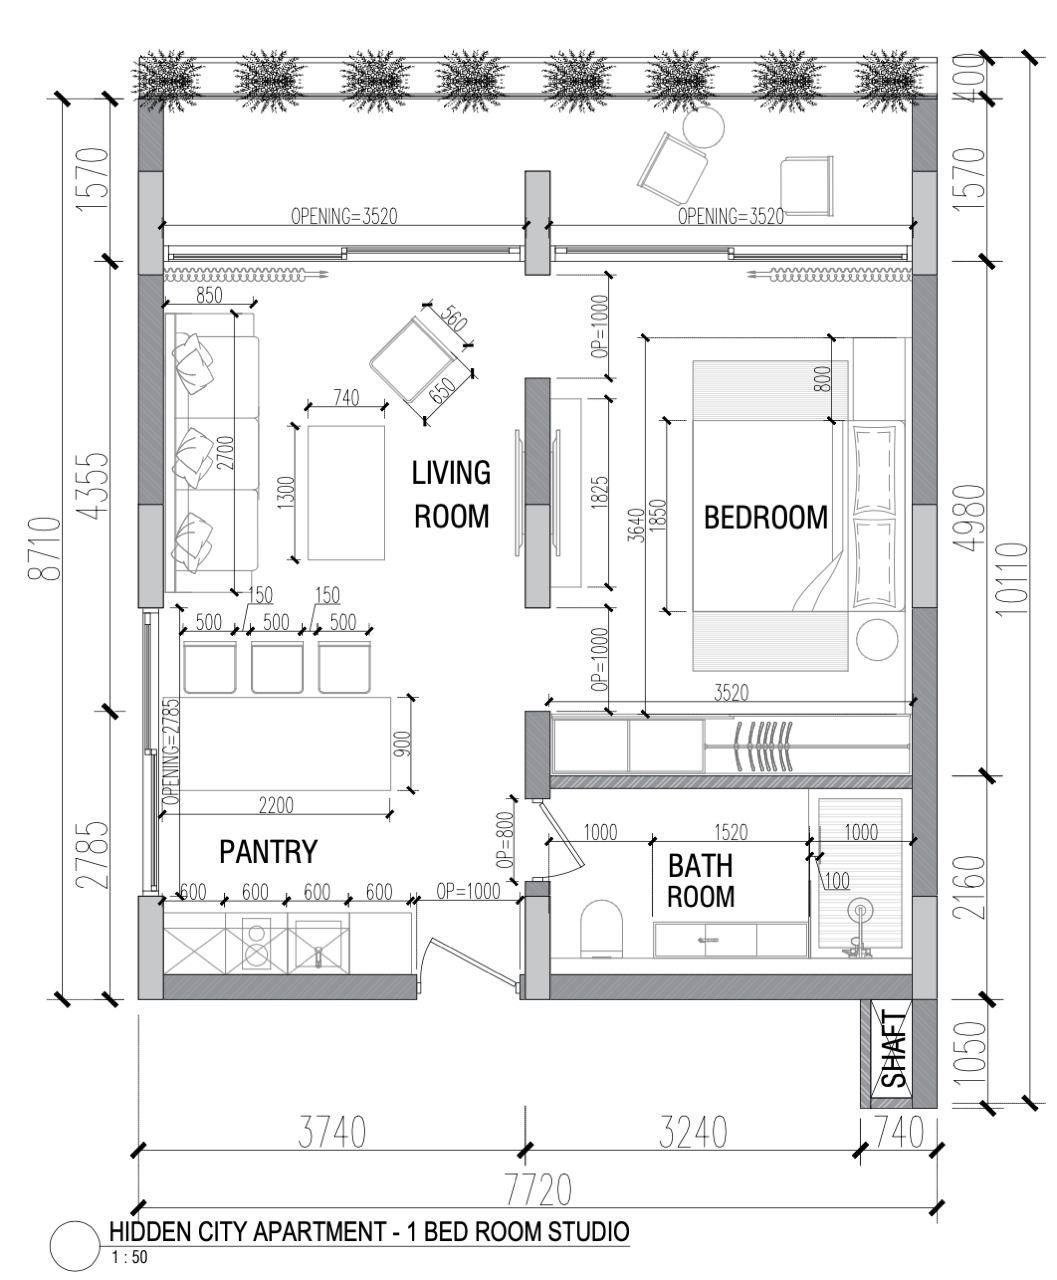 400
1570
1570
OPENING=3520
OPENING=3520
850
560
650
OP=1000
800
740
2700
1300
LIVING
ROOM
1825
3640
1850
BEDROOM
4355
8710
4980
10110
150
150
500
500
500
OP=1000
3520
OPENING=2785
900
2200
OP=800
PANTRY
1000
1520
1000
BATH
ROOM
100
2785
2160
600
600
600
600
OP=1000
SHAFT
1050
3740
3240
740
7720
HIDDEN CITY APARTMENT - 1 BED ROOM STUDIO
1 : 50